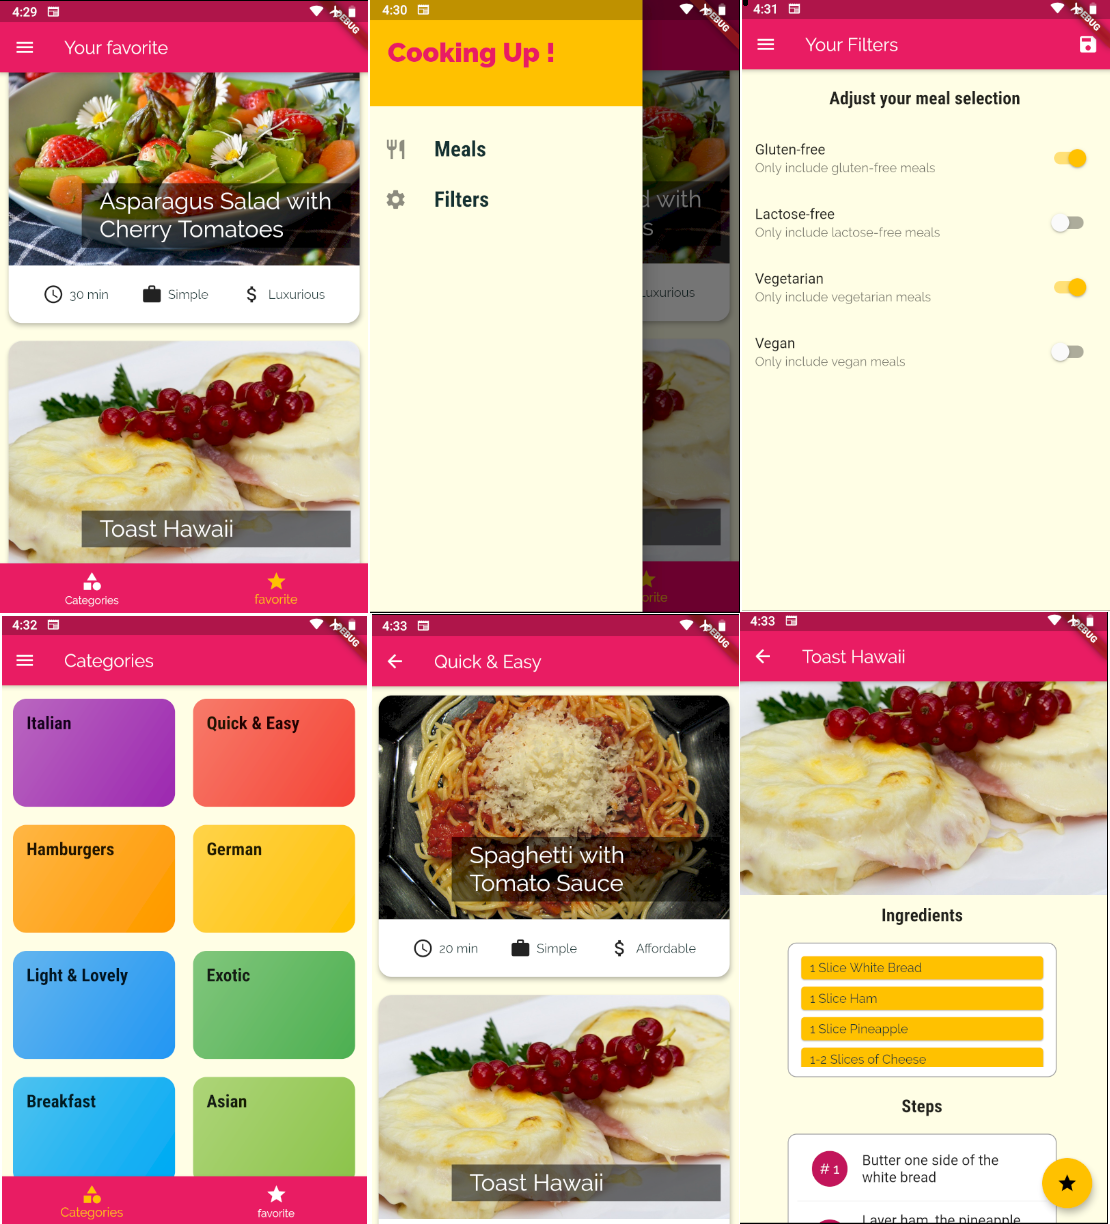 4:29
DEBUG
Your favorite
Asparagus Salad with
Cherry Tomatoes
30 min
Simple
Luxurious
Toast Hawaii
Categories
favorite
4:30
DEBUG
Cooking Up !
Meals
Filters
d with
s
Luxurious
orite
4:31
DEBUG
Your Filters
Adjust your meal selection
Gluten-free
Only include gluten-free meals
Lactose-free
Only include lactose-free meals
Vegetarian
Only include vegetarian meals
Vegan
Only include vegan meals
4:32
DEBUG
Categories
Italian
Quick & Easy
Hamburgers
German
Light & Lovely
Exotic
Breakfast
Asian
Categories
favorite
4:33
DEBUG
Quick & Easy
Spaghetti with
Tomato Sauce
20 min
Simple
Affordable
Toast Hawaii
4:33
DEBUG
Toast Hawaii
Ingredients
1 Slice White Bread
1 Slice Ham
1 Slice Pineapple
1-2 Slices of Cheese
Steps
# 1
Butter one side of the
white bread
Layer ham, the pineapple